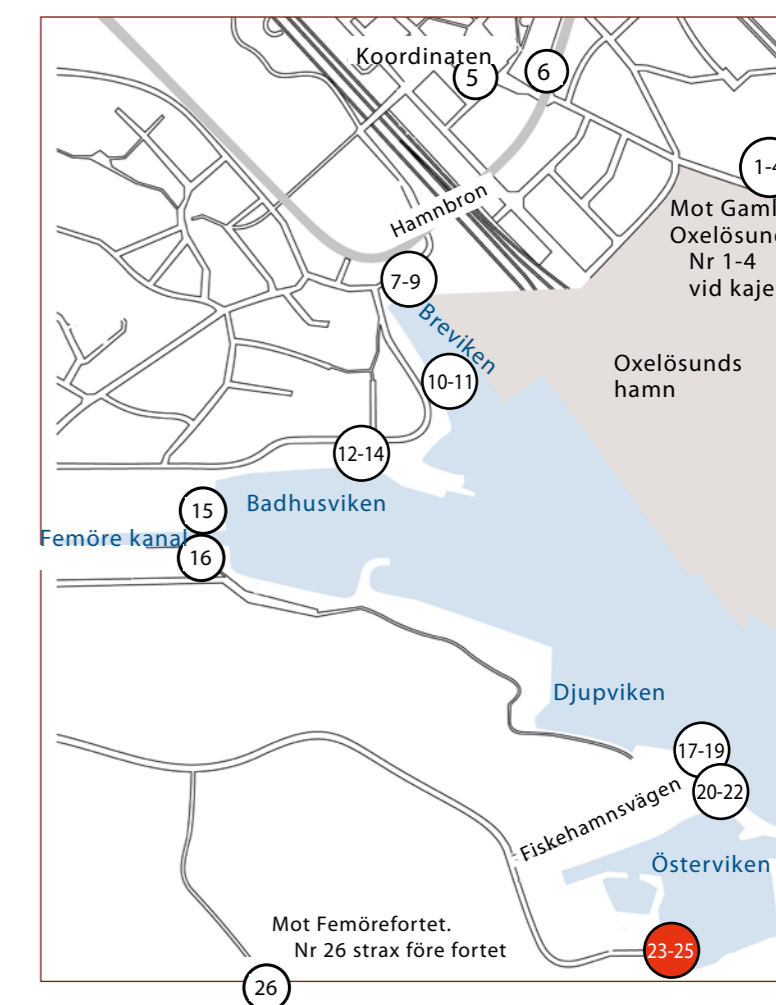 Koordinaten
5
6
1-4
Hamnbron
Mot Gaml
Oxelösund
Nr 1-4
vid kaje
7-9
Breviken
10-11
Oxelösunds
hamn
12-14
15
Badhusviken
Femöre kanal
16
Djupviken
17-19
20-22
Fiskehamnsvägen
Österviken
Mot Femörefortet.
Nr 26 strax före fortet
23-25
26